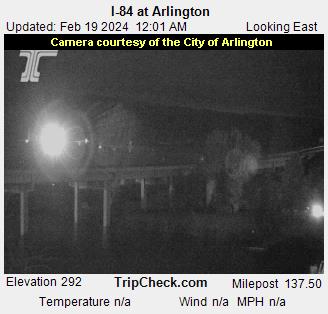 I-84 at Arlington
Updated: Feb 19 2024 12:01 AM Looking East
Camera courtesy of the City of Arlington
Elevation 292 TripCheck.com Milepost 137.50
Temperature n/a Wind n/a MPH n/a